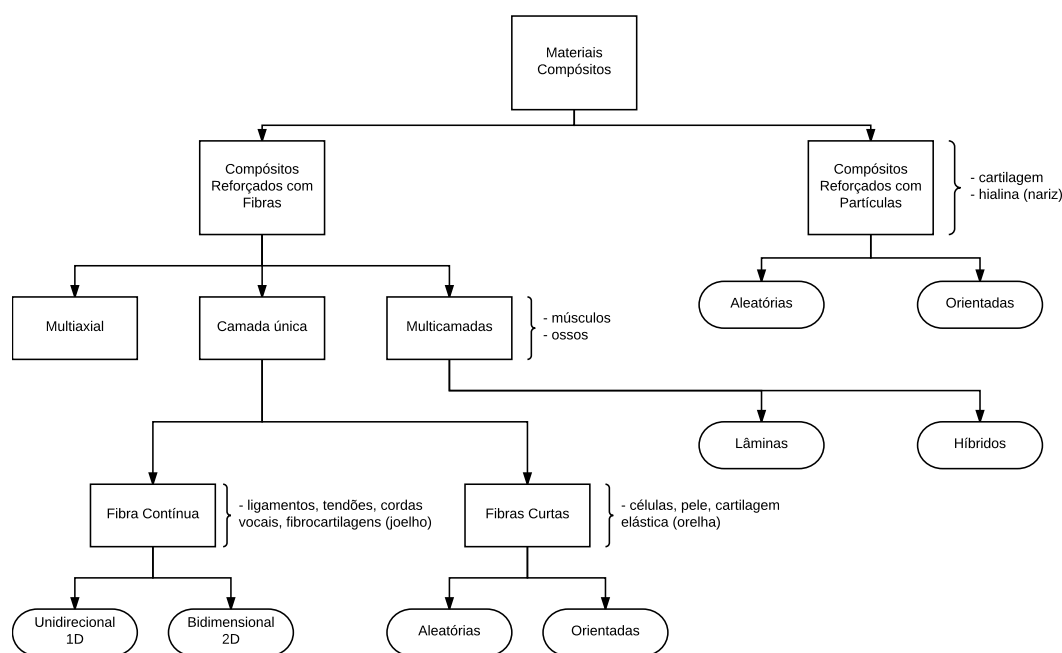 Materiais
Compósitos
Compósitos
Reforçados com
Fibras
Compósitos
Reforçados com
Partículas
- cartilagem
- hialina (nariz)
Multiaxial
Camada única
Multicamadas
- músculos
- ossos
Aleatórias
Orientadas
Lâminas
Híbridos
Fibra Contínua
- ligamentos, tendões, cordas
vocais, fibrocartilagens (joelho)
Fibras Curtas
- células, pele, cartilagem
elástica (orelha)
Unidirecional
1D
Bidimensional
2D
Aleatórias
Orientadas